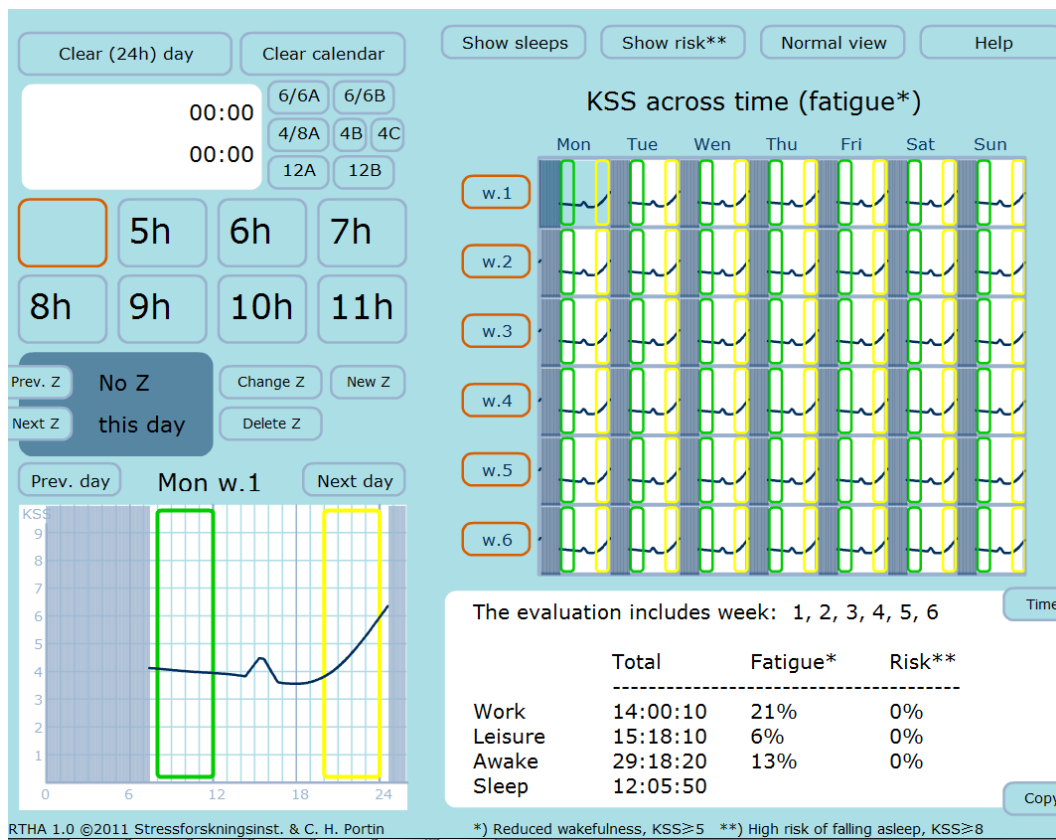 Clear (24h) day
Clear calendar
00:00
00:00
6/6A
6/6B
4/8A
4B
4C
12A
12B
5h
6h
7h
8h
9h
10h
11h
Prev. Z
No Z
Change Z
New Z
Next Z
this day
Delete Z
Prev. day
Mon w.1
Next day
KSS
9
8
7
6
5
4
3
2
1
0 6 12 18 24
RTHA 1.0 ©2011 Stressforskningsinst. & C. H. Portin
Show sleeps
Show risk**
Normal view
Help
KSS across time (fatigue*)
Mon Tue Wen Thu Fri Sat Sun
w.1
w.2
w.3
w.4
w.5
w.6
The evaluation includes week: 1, 2, 3, 4, 5, 6
Time
Total Fatigue* Risk**
----------------------------------------
Work 14:00:10 21% 0%
Leisure 15:18:10 6% 0%
Awake 29:18:20 13% 0%
Sleep 12:05:50
Copy
*) Reduced wakefulness, KSS≥5 **) High risk of falling asleep, KSS≥8